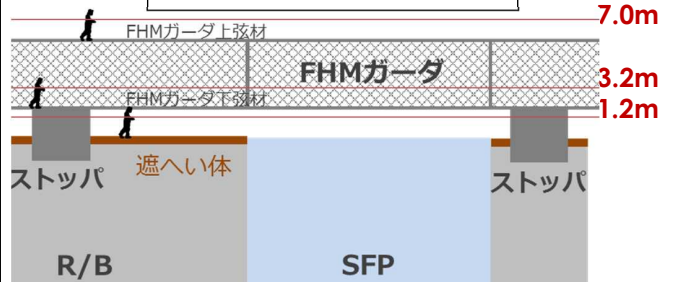 7.0m
FHMガーダ上弦材
FHMガーダ
3.2m
FHMガーダ下弦材
1.2m
遮へい体
ストッパ
ストッパ
R/B
SFP